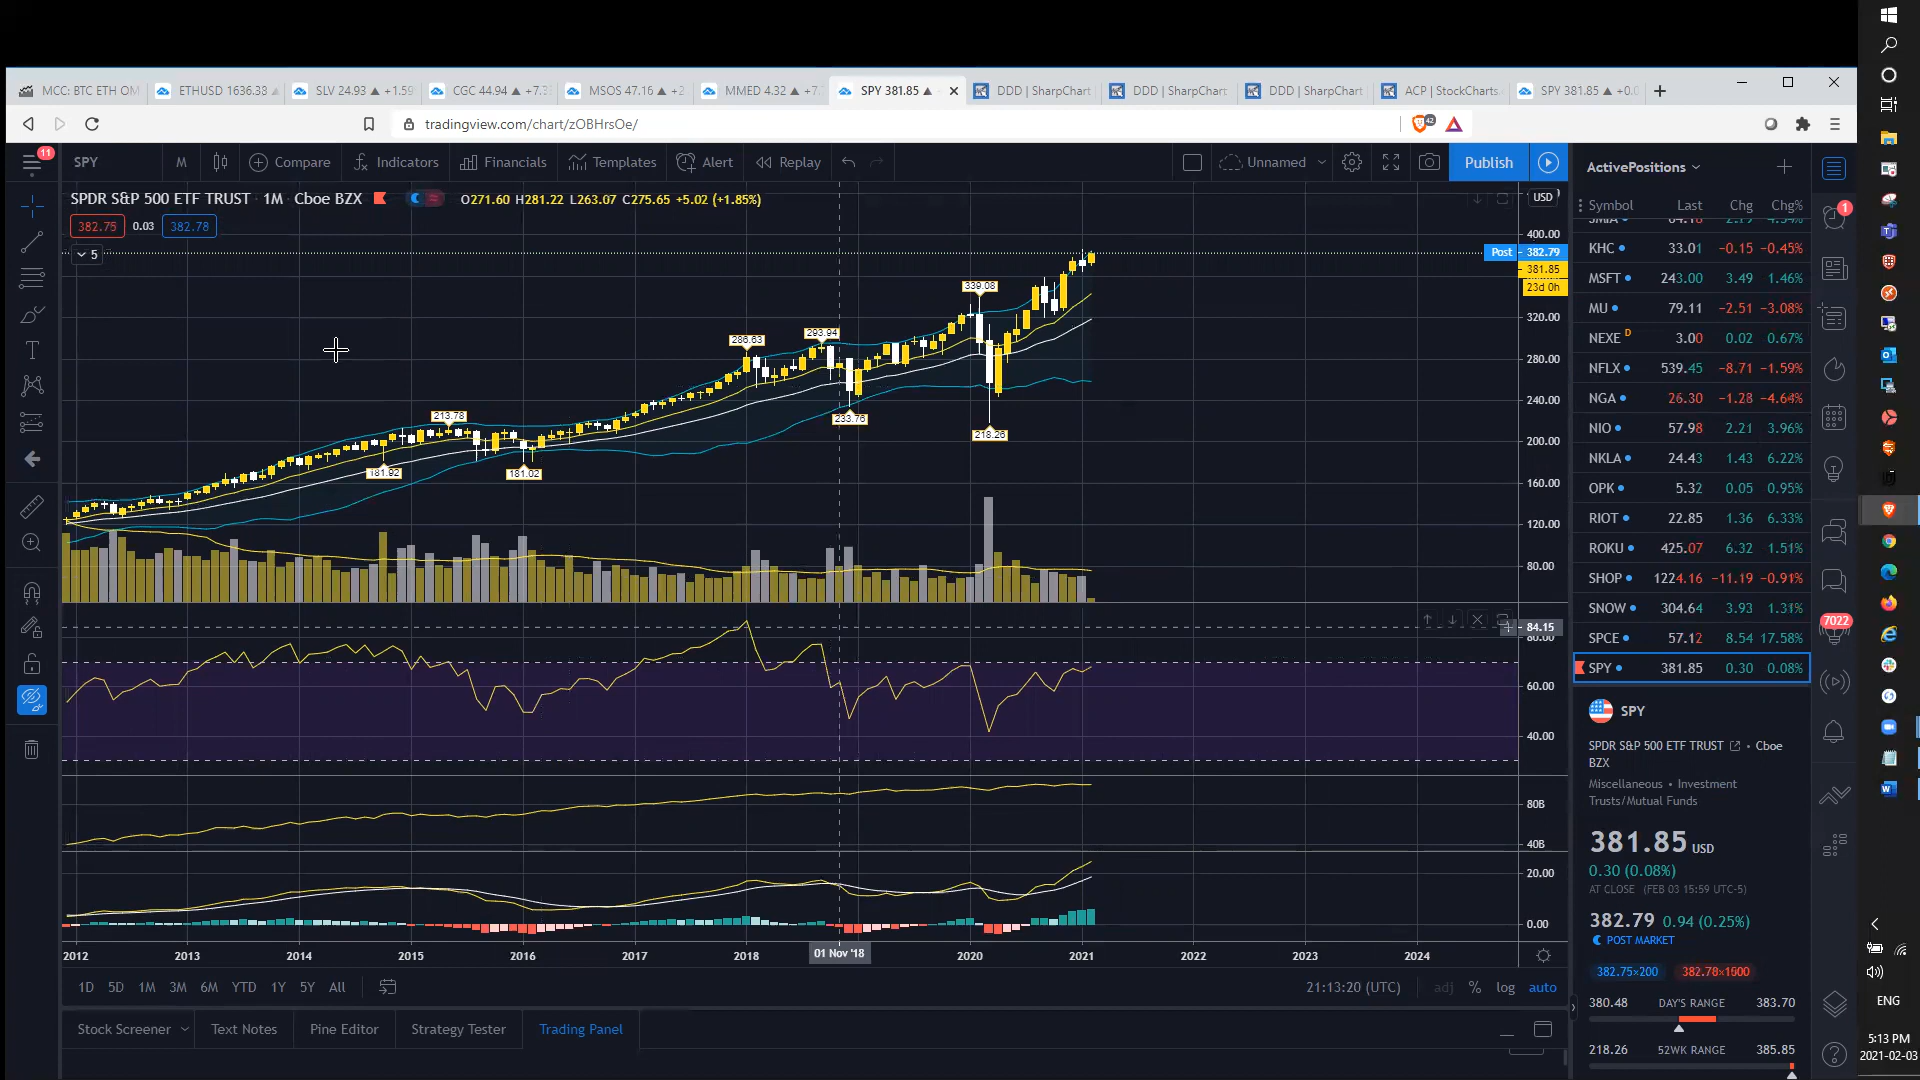 MCC: BTC ETH OM
ETHUSD 1636.33 ▲
SLV 24.93 ▲ +1.59
CGC 44.94 ▲ +7.3
MSOS 47.16 ▲ +2
MMED 4.32 ▲ +7.
SPY 381.85 ▲
DDD | SharpChart
DDD | SharpChart
DDD | SharpChart
ACP | StockCharts.
SPY 381.85 ▲ +0.0
tradingview.com/chart/zOBHrsOe/
42
11
SPY
M
Compare
Indicators
Financials
Templates
Alert
Replay
Unnamed
Publish
SPDR S&P 500 ETF TRUST · 1M · Cboe BZX
O271.60 H281.22 L263.07 C275.65 +5.02 (+1.85%)
USD
382.75 0.03 382.78
5
400.00
Post 382.79
381.85
23d 0h
320.00
280.00
240.00
200.00
160.00
120.00
80.00
339.08
286.63
293.94
213.78
233.76
218.26
181.92
181.02
84.15
80.00
60.00
40.00
80B
40B
20.00
0.00
2012 2013 2014 2015 2016 2017 2018 01 Nov '18 2020 2021 2022 2023 2024
1D 5D 1M 3M 6M YTD 1Y 5Y All
21:13:20 (UTC) adj % log auto
Stock Screener Text Notes Pine Editor Strategy Tester Trading Panel
ActivePositions
Symbol Last Chg Chg%
KHC 33.01 −0.15 −0.45%
MSFT 243.00 3.49 1.46%
MU 79.11 −2.51 −3.08%
NEXE D 3.00 0.02 0.67%
NFLX 539.45 −8.71 −1.59%
NGA 26.30 −1.28 −4.64%
NIO 57.98 2.21 3.96%
NKLA 24.43 1.43 6.22%
OPK 5.32 0.05 0.95%
RIOT 22.85 1.36 6.33%
ROKU 425.07 6.32 1.51%
SHOP 1224.16 −11.19 −0.91%
SNOW 304.64 3.93 1.31%
SPCE 57.12 8.54 17.58%
SPY 381.85 0.30 0.08%
SPY
SPDR S&P 500 ETF TRUST • Cboe
BZX
Miscellaneous • Investment
Trusts/Mutual Funds
381.85 USD
0.30 (0.08%)
AT CLOSE (FEB 03 15:59 UTC-5)
382.79 0.94 (0.25%)
POST MARKET
382.75×200 382.78×1600
380.48 DAY'S RANGE 383.70
218.26 52WK RANGE 385.85
1
7022
ENG
5:13 PM
2021-02-03